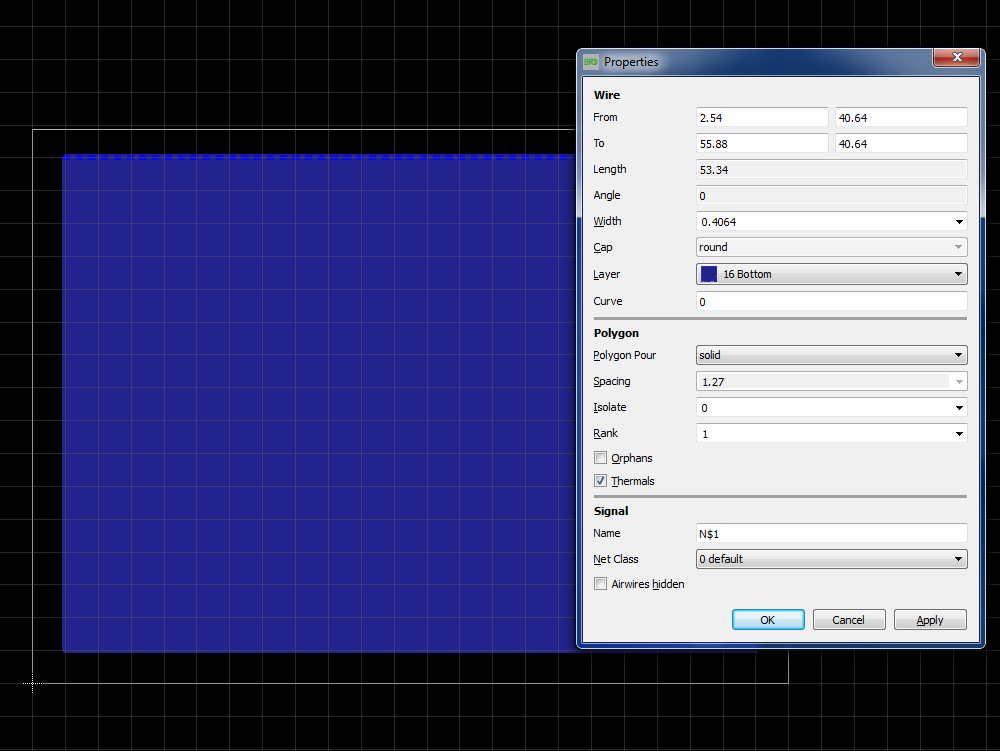 BRD Properties
Wire
From 2.54 40.64
To 55.88 40.64
Length 53.34
Angle 0
Width 0.4064
Cap round
Layer 16 Bottom
Curve 0
Polygon
Polygon Pour solid
Spacing 1.27
Isolate 0
Rank 1
Orphans
Thermals
Signal
Name N$1
Net Class 0 default
Airwires hidden
OK Cancel Apply